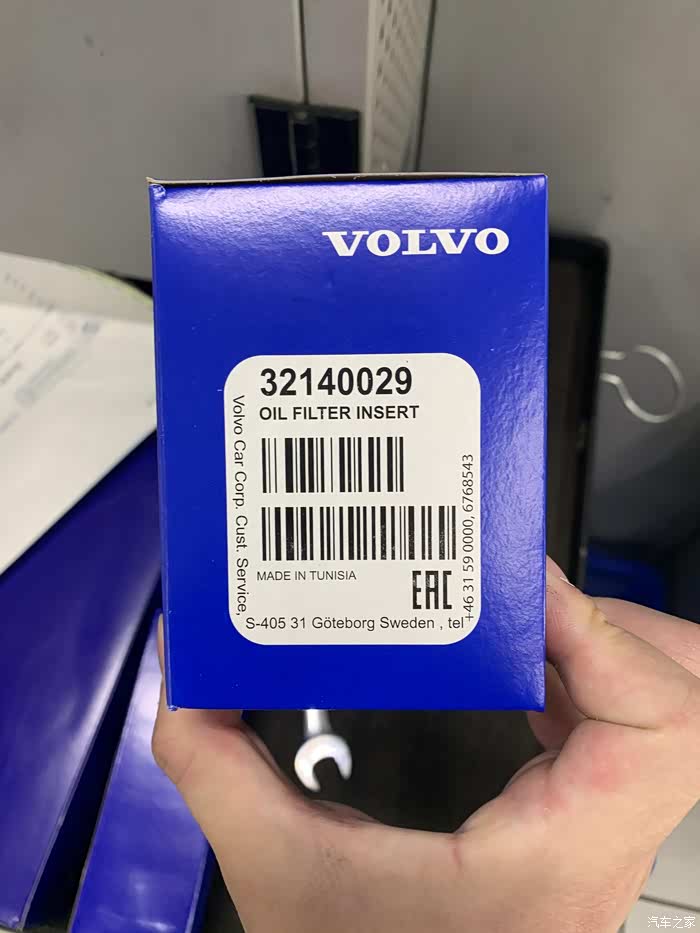 VOLVO
32140029
OIL FILTER INSERT
MADE IN TUNISIA
EAC
Volvo Car Corp. Cust. Service,
S-405 31 Göteborg Sweden , tel
+46 31 59 0000, 6768543
汽车之家